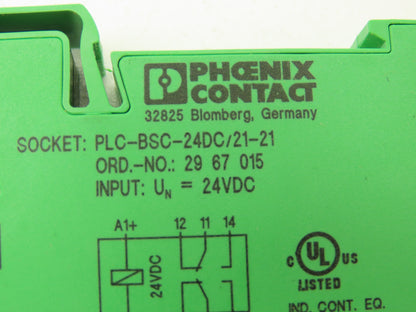 PHŒNIX
CONTACT
32825 Blomberg, Germany
SOCKET: PLC-BSC-24DC/21-21
ORD.-NO.: 29 67 015
INPUT: UN = 24VDC
A1+ 12 11 14
24VDC
C UL US
LISTED
IND. CONT. EQ.